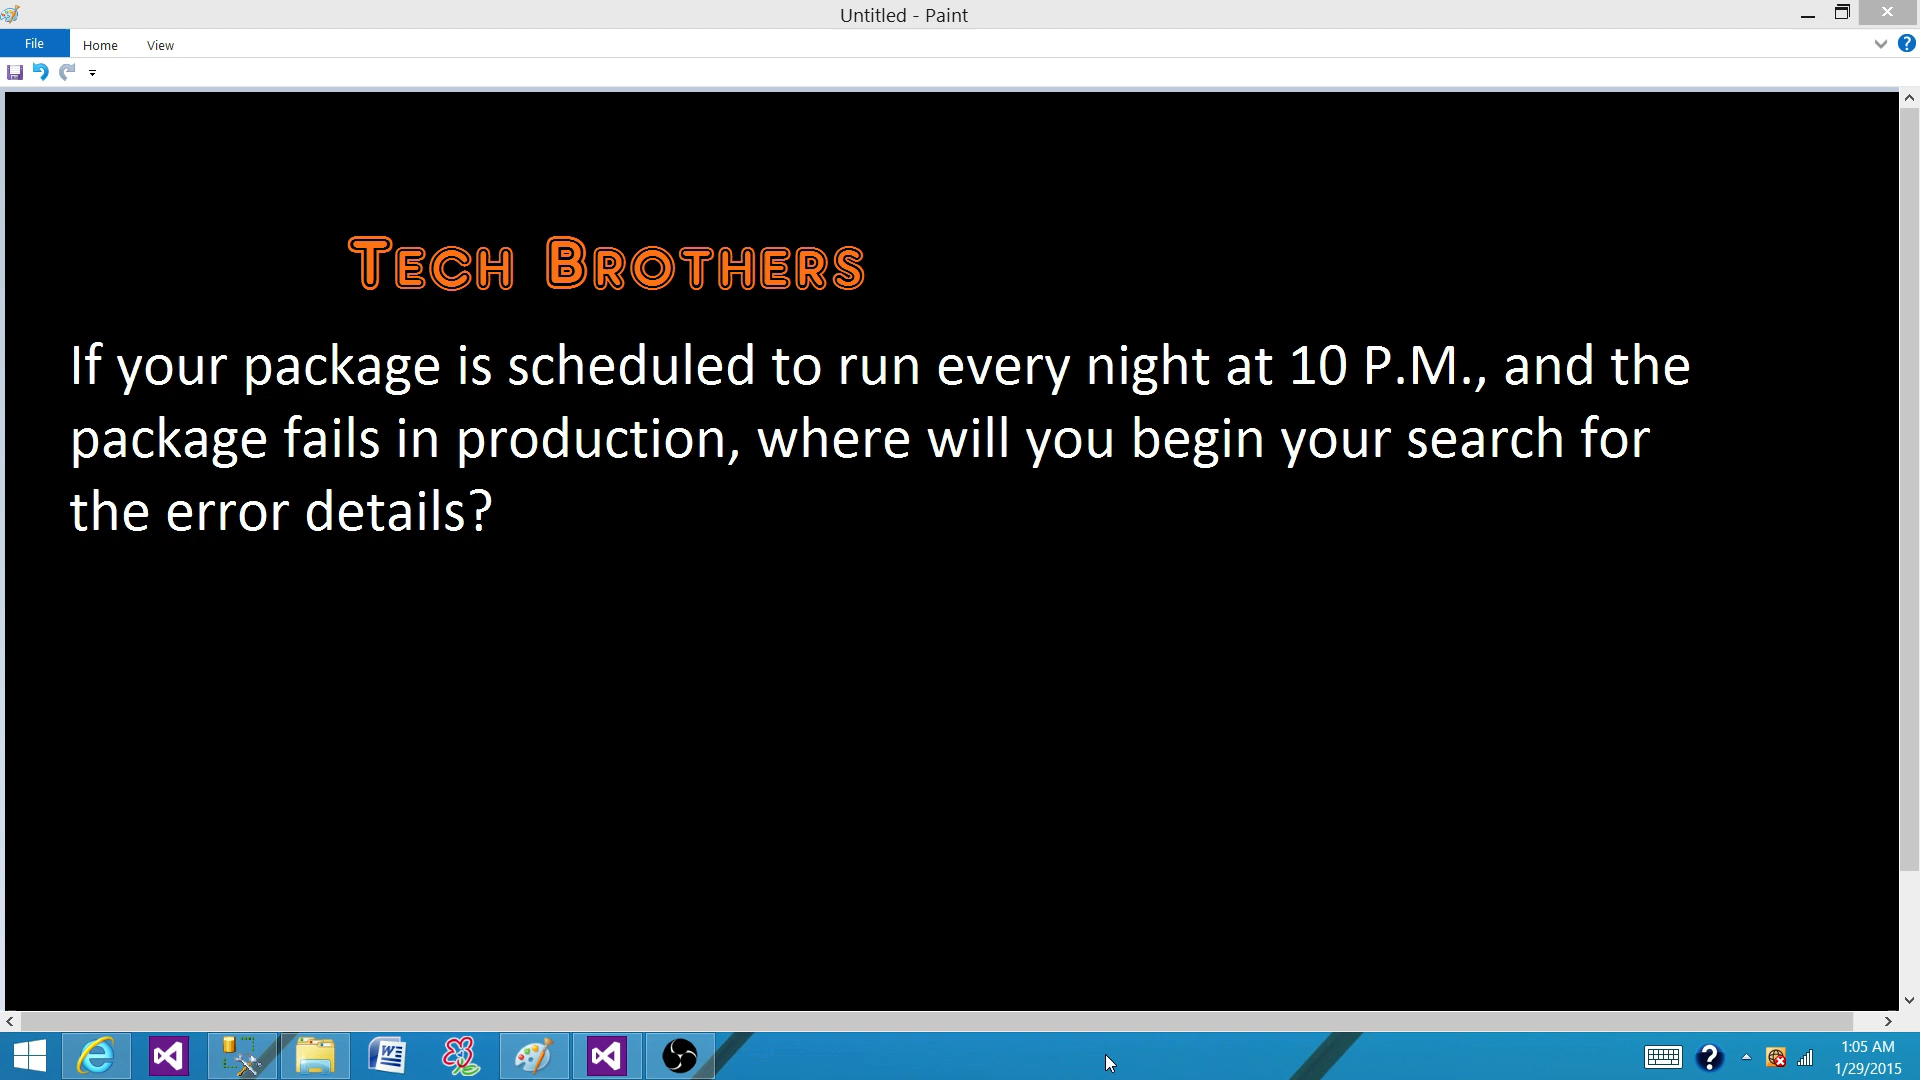 Untitled - Paint
File Home View
Tech Brothers
If your package is scheduled to run every night at 10 P.M., and the
package fails in production, where will you begin your search for
the error details?
1:05 AM
1/29/2015